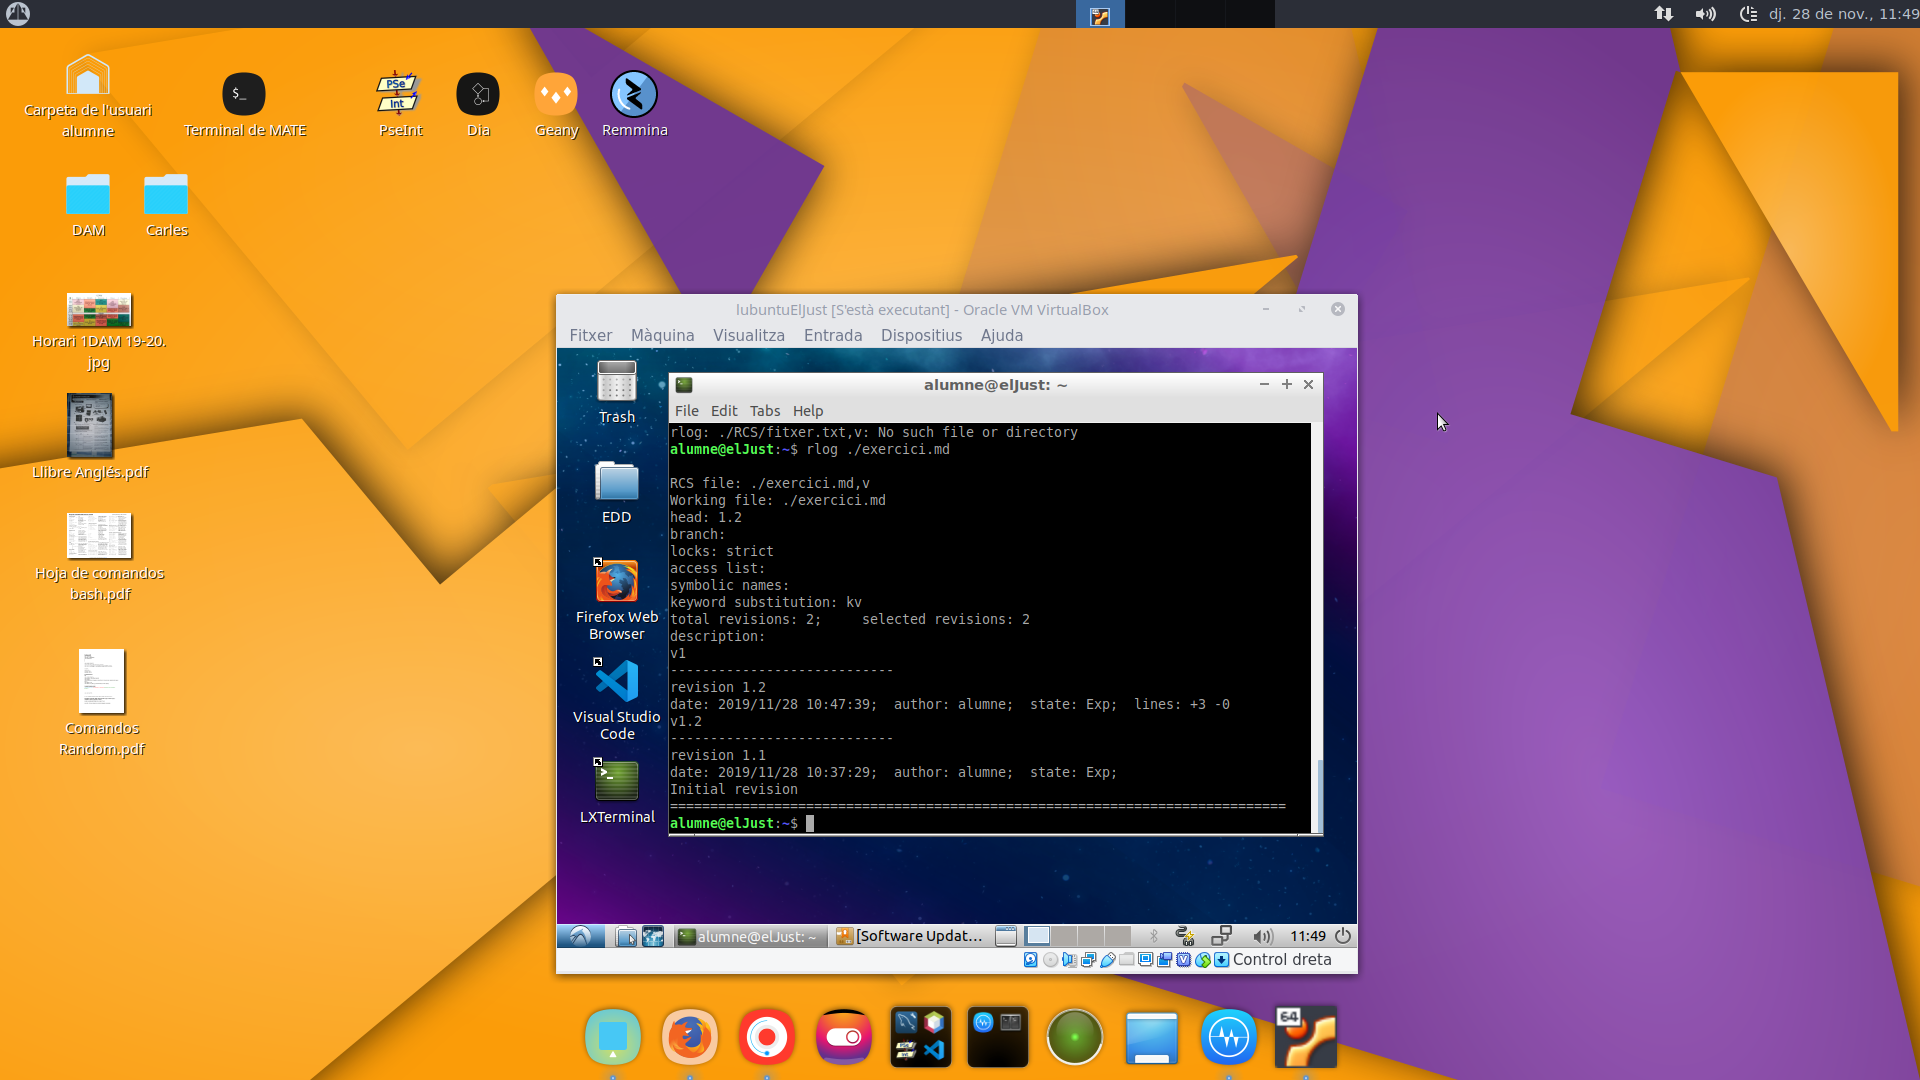 dj. 28 de nov., 11:49
Carpeta de l'usuari
alumne
$_
Terminal de MATE
PSe
Int
PseInt
Dia
Geany
Remmina
DAM
Carles
Horari 1DAM 19-20.
jpg
Llibre Anglés.pdf
Hoja de comandos
bash.pdf
Comandos
Random.pdf
lubuntuElJust [S'està executant] - Oracle VM VirtualBox
Fitxer Màquina Visualitza Entrada Dispositius Ajuda
Trash
EDD
Firefox Web
Browser
Visual Studio
Code
LXTerminal
alumne@elJust: ~
File Edit Tabs Help
rlog: ./RCS/fitxer.txt,v: No such file or directory
alumne@elJust:~$ rlog ./exercici.md
RCS file: ./exercici.md,v
Working file: ./exercici.md
head: 1.2
branch:
locks: strict
access list:
symbolic names:
keyword substitution: kv
total revisions: 2;     selected revisions: 2
description:
v1
----------------------------
revision 1.2
date: 2019/11/28 10:47:39;  author: alumne;  state: Exp;  lines: +3 -0
v1.2
----------------------------
revision 1.1
date: 2019/11/28 10:37:29;  author: alumne;  state: Exp;
Initial revision
=============================================================================
alumne@elJust:~$
alumne@elJust: ~
[Software Updat...
11:49
Control dreta
64